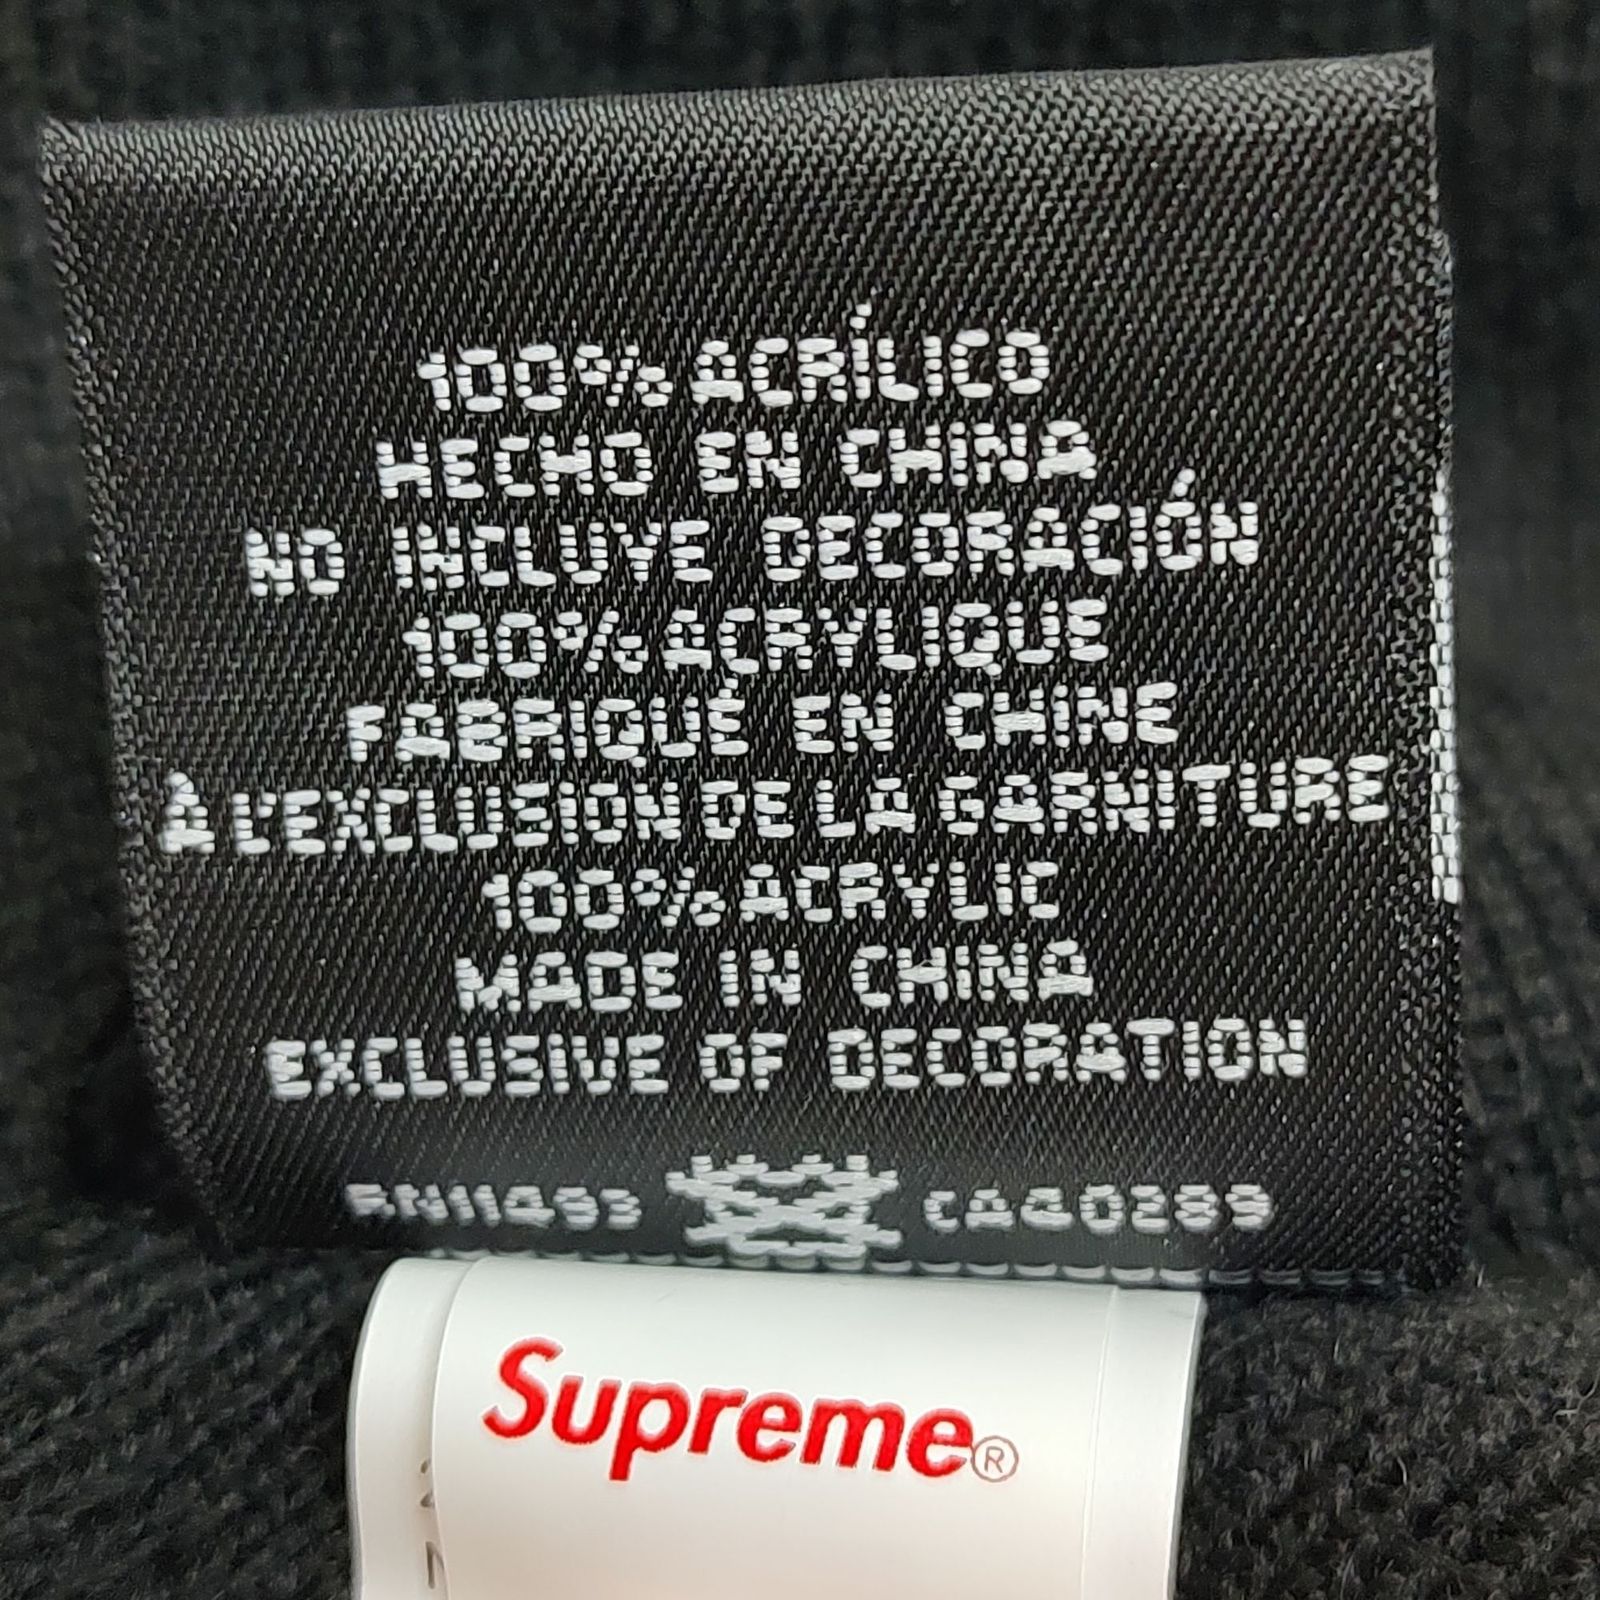 100% ACRÍLICO
HECHO EN CHINA
NO INCLUYE DECORACIÓN
100% ACRYLIQUE
FABRIQUÉ EN CHINE
À L'EXCLUSION DE LA GARNITURE
100% ACRYLIC
MADE IN CHINA
EXCLUSIVE OF DECORATION
RN11493 CA40289
Supreme®